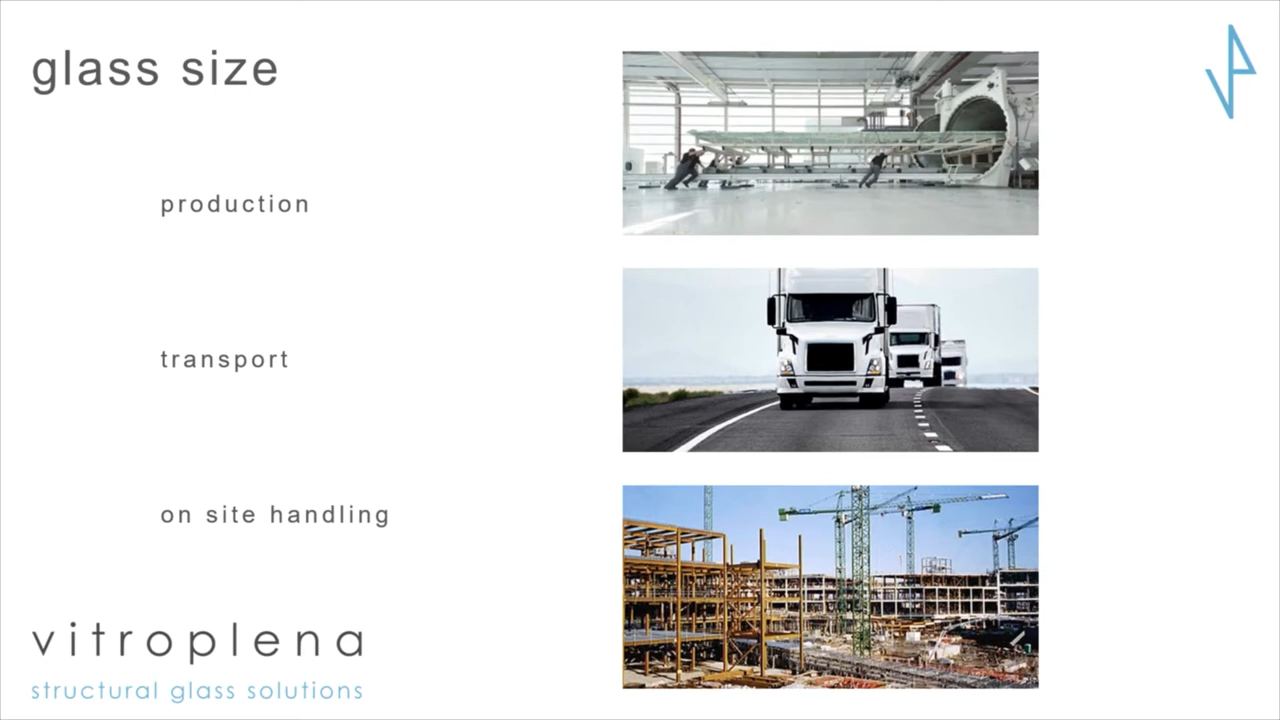 glass size
production
transport
on site handling
vitroplena
structural glass solutions